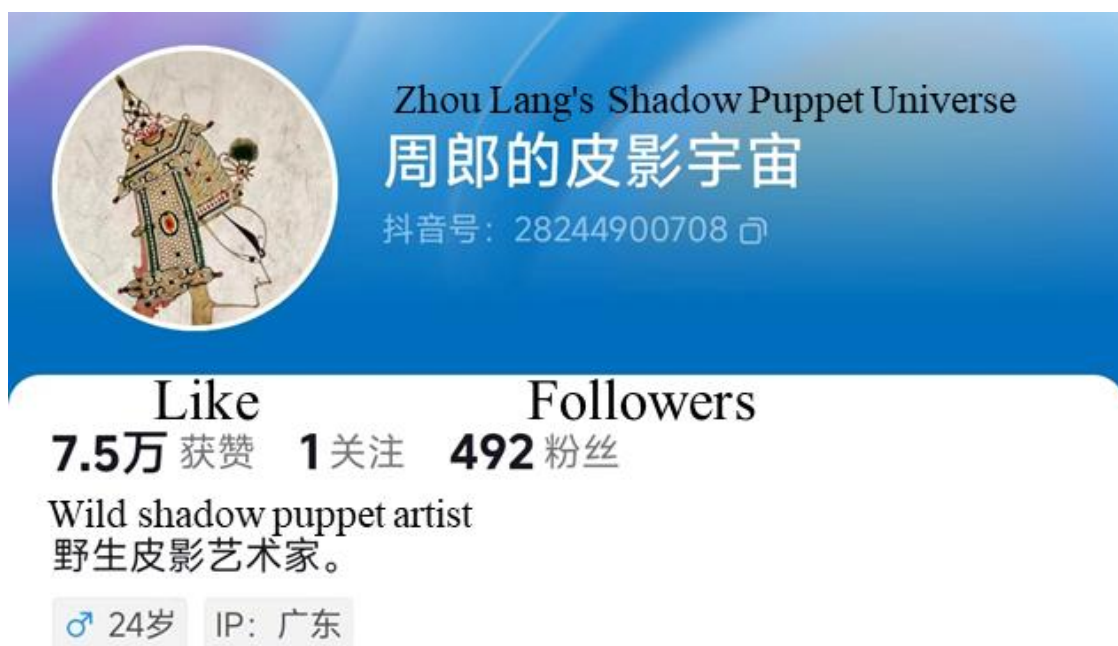 Zhou Lang's Shadow Puppet Universe
周郎的皮影宇宙
抖音号：28244900708
Like Followers
7.5万 获赞 1 关注 492 粉丝
Wild shadow puppet artist
野生皮影艺术家。
♂ 24岁 IP：广东